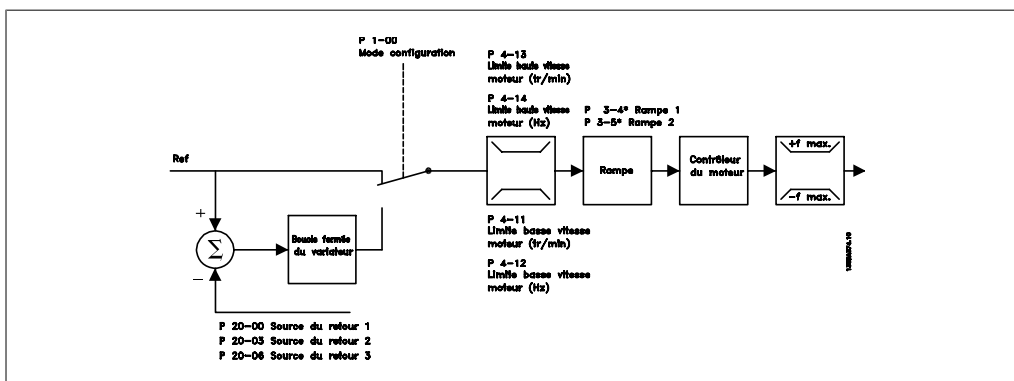 P 1-00
Mode configuration
P 4-13
Limite haute vitesse
moteur (tr/min)
P 4-14
Limite haute vitesse
moteur (Hz)
P 3-4* Rampe 1
P 3-5* Rampe 2
Ref
+
Σ
−
Boucle fermée
du variateur
Rampe
Contrôleur
du moteur
+f max.
−f max.
P 4-11
Limite basse vitesse
moteur (tr/min)
P 4-12
Limite basse vitesse
moteur (Hz)
P 20-00 Source du retour 1
P 20-03 Source du retour 2
P 20-06 Source du retour 3